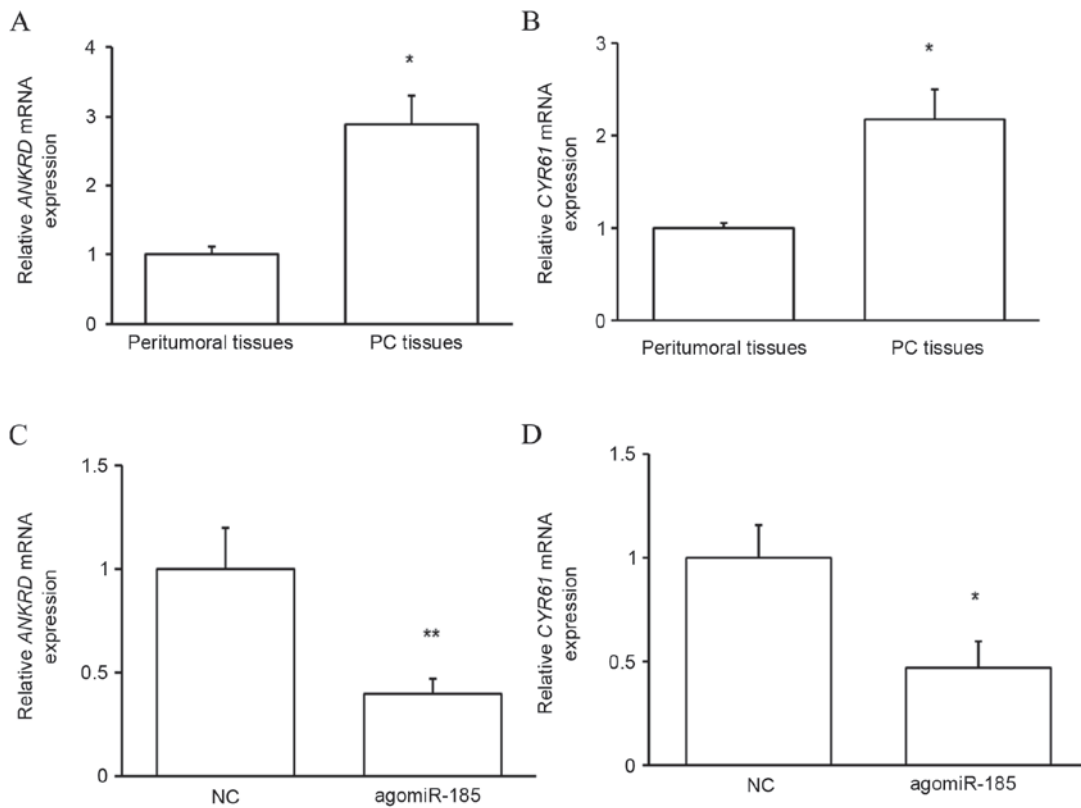 A
Relative ANKRD mRNA
expression
4
3
2
1
0
*
Peritumoral tissues
PC tissues
B
Relative CYR61 mRNA
expression
3
2
1
0
*
Peritumoral tissues
PC tissues
C
Relative ANKRD mRNA
expression
1.5
1
0.5
0
**
NC
agomiR-185
D
Relative CYR61 mRNA
expression
1.5
1
0.5
0
*
NC
agomiR-185